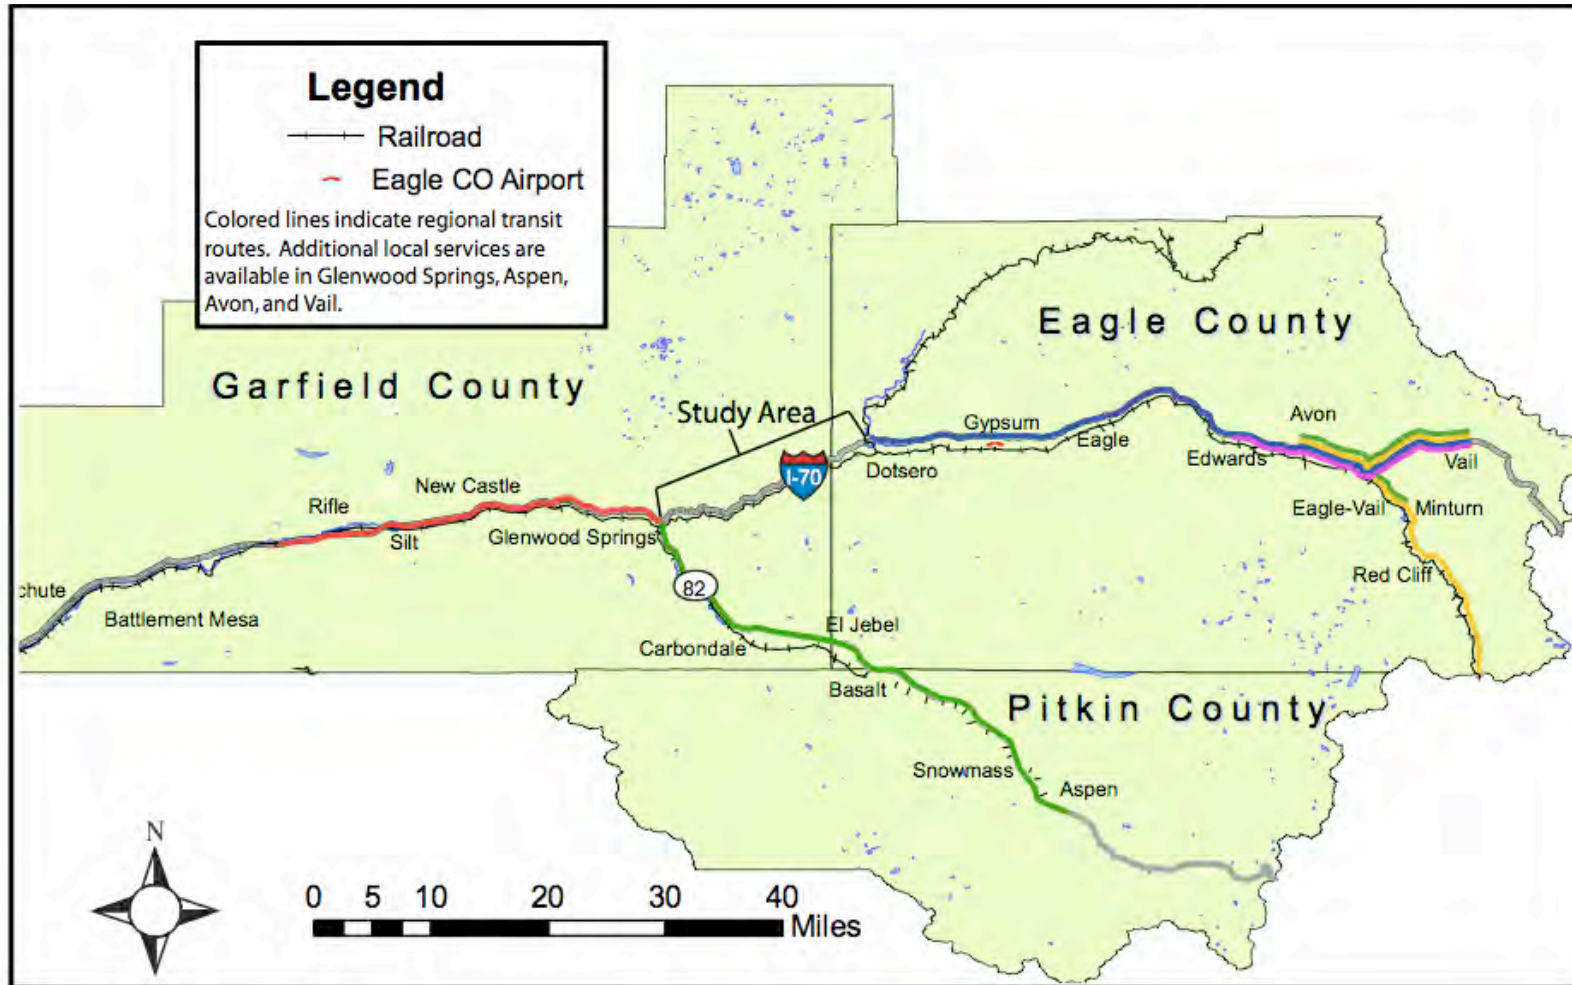 Legend
Railroad
Eagle CO Airport
Colored lines indicate regional transit
routes. Additional local services are
available in Glenwood Springs, Aspen,
Avon, and Vail.
Eagle County
Garfield County
Study Area
Avon
Gypsum
Eagle
Edwards
Vail
Dotsero
I-70
New Castle
Rifle
Eagle-Vail
Minturn
Silt
Glenwood Springs
Red Cliff
82
chute
Battlement Mesa
El Jebel
Carbondale
Basalt
Pitkin County
Snowmass
Aspen
N
0 5 10 20 30 40
Miles